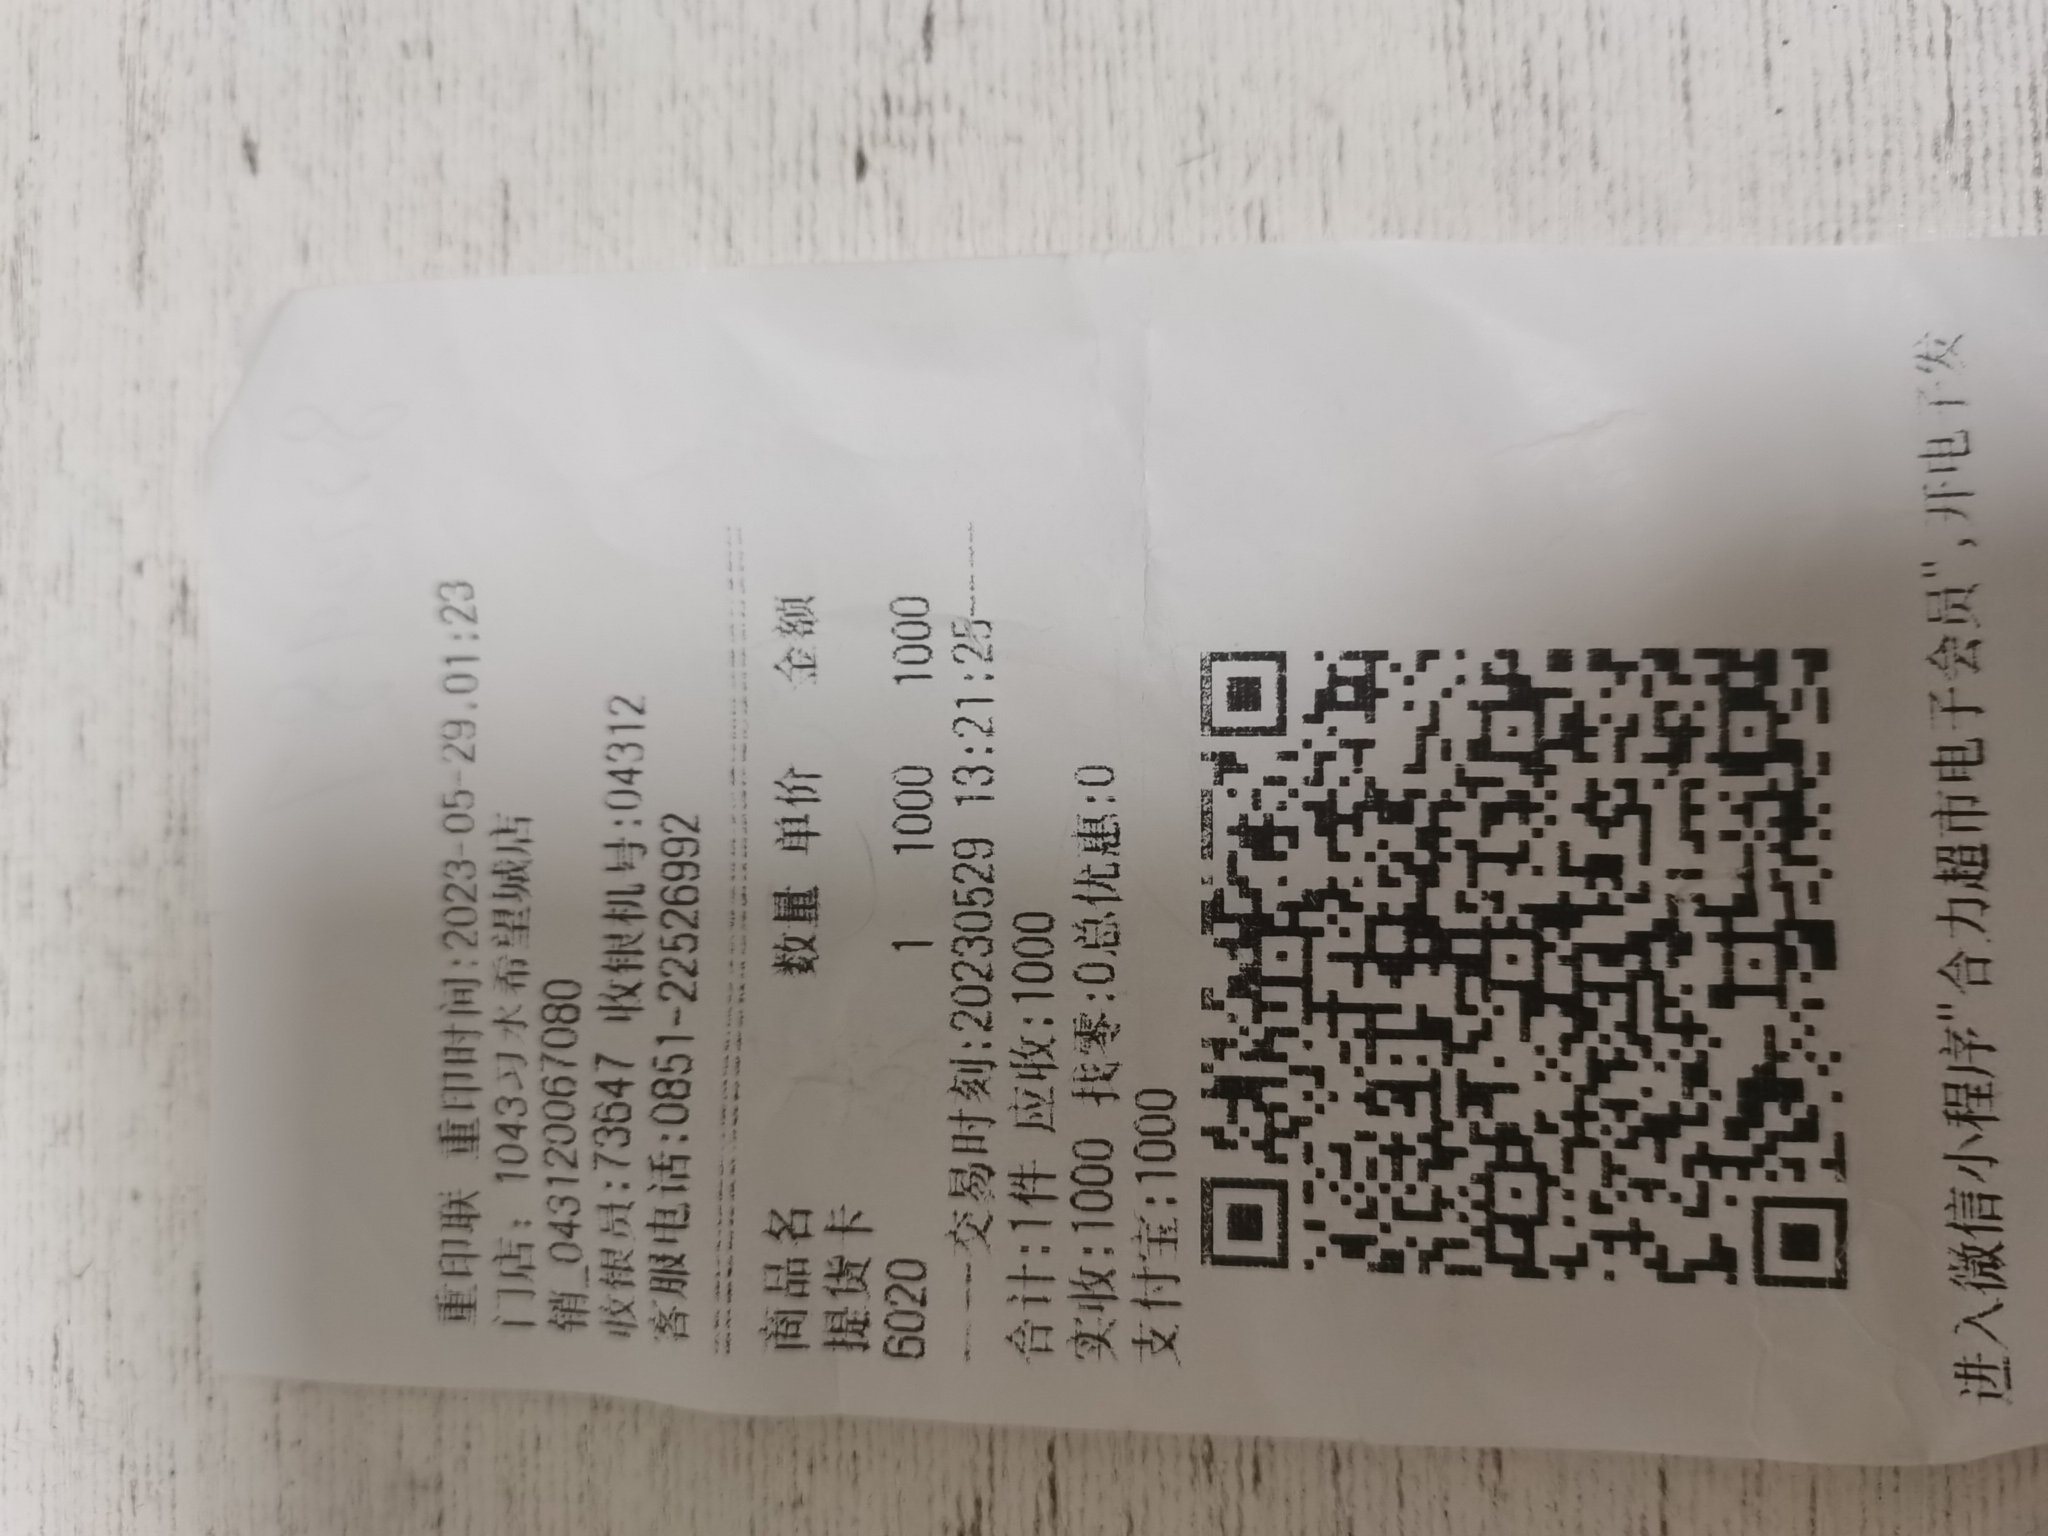 重印联 重印时间:2023-05-29.01:23
门店: 1043习水希望城店
销_04312006708​0
收银员:73647 收银机号:04312
客服电话:0851-22526992
商品名 数量 单价 金额
提货卡
6020 1 1000 1000
----交易时刻:20230529 13:21:25----
合计:1件 应收:1000
实收:1000 找零:0总优惠:0
支付宝:1000
进入微信小程序"合力超市电子会员",开电子发